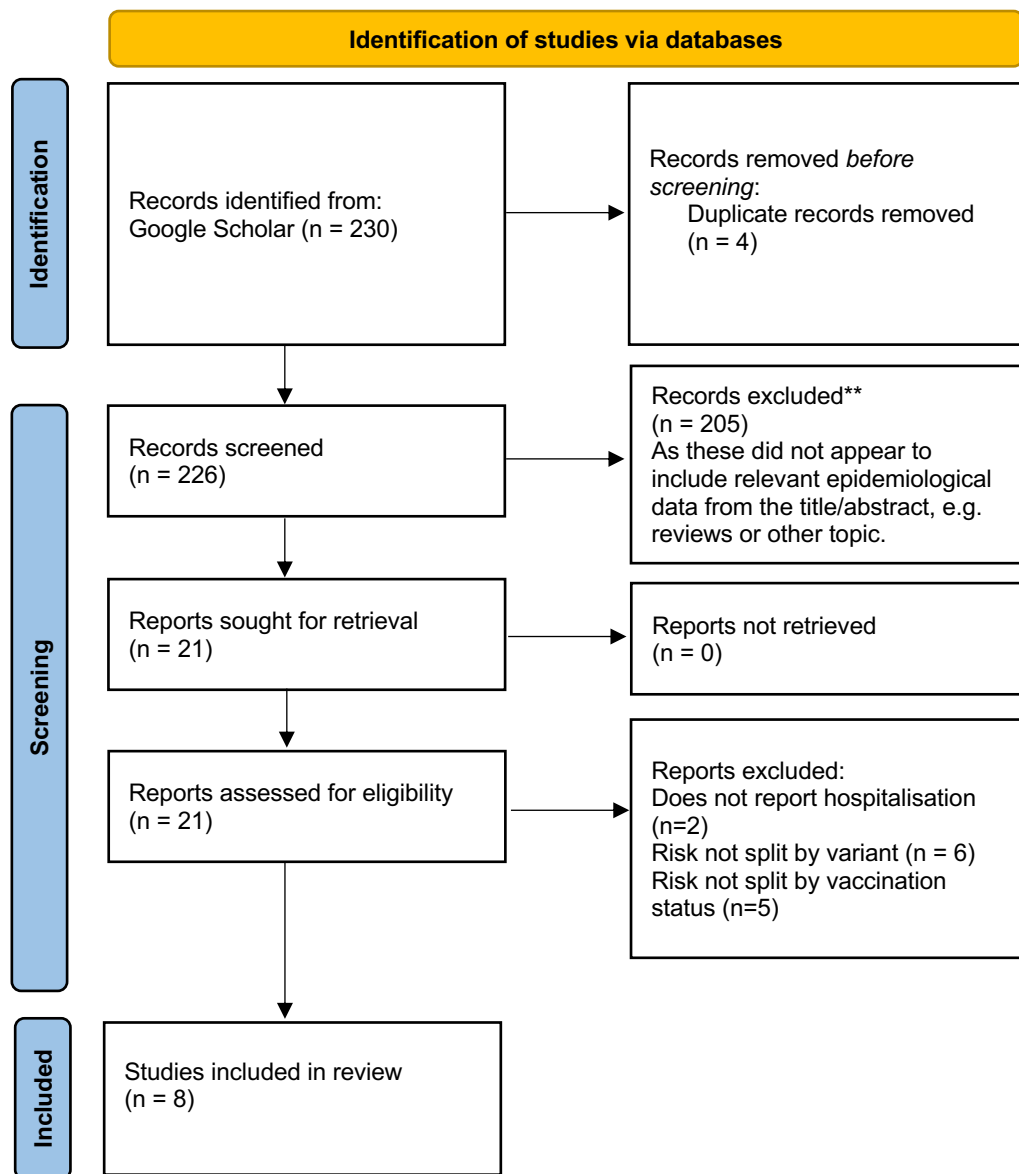 Identification of studies via databases
Identification
Records identified from:
Google Scholar (n = 230)
Records removed before
screening:
Duplicate records removed
(n = 4)
Screening
Records screened
(n = 226)
Records excluded**
(n = 205)
As these did not appear to
include relevant epidemiological
data from the title/abstract, e.g.
reviews or other topic.
Reports sought for retrieval
(n = 21)
Reports not retrieved
(n = 0)
Reports assessed for eligibility
(n = 21)
Reports excluded:
Does not report hospitalisation
(n=2)
Risk not split by variant (n = 6)
Risk not split by vaccination
status (n=5)
Included
Studies included in review
(n = 8)